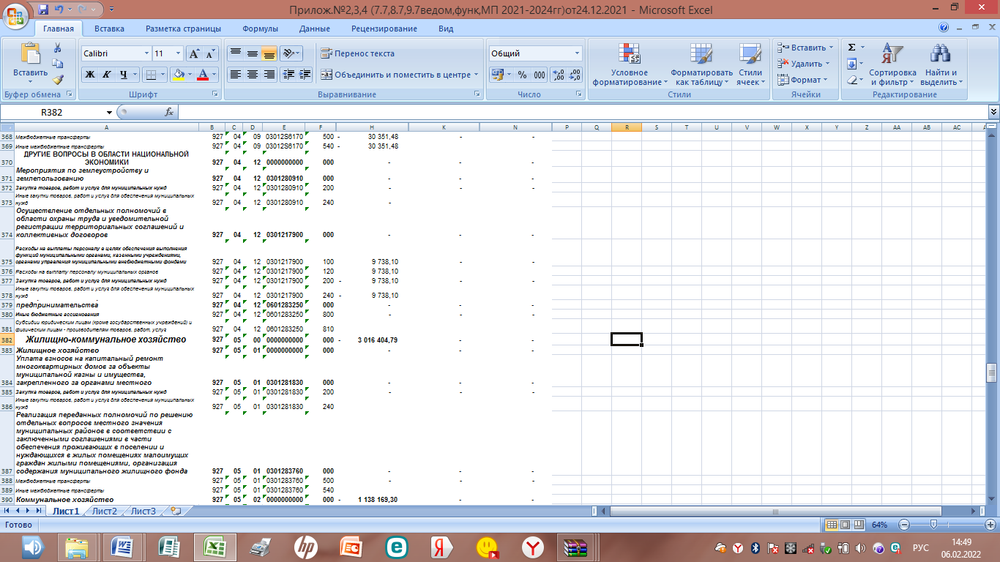 Прилож.№2,3,4 (7.7,8.7,9.7ведом,функ,МП 2021-2024гг)от24.12.2021 - Microsoft Excel
Главная Вставка Разметка страницы Формулы Данные Рецензирование Вид
Вставить Calibri 11 Перенос текста Общий Условное форматирование Форматировать как таблицу Стили ячеек Вставить Удалить Формат Сортировка и фильтр Найти и выделить
Ж К Ч Объединить и поместить в центре % 000
Буфер обмена Шрифт Выравнивание Число Стили Ячейки Редактирование
R382 fx
A B C D E F H K N P Q R S T U V W X Y Z AA AB AC
368 Межбюджетные трансферты 927 04 09 03012S6170 500 - 30 351,48 - -
369 Иные межбюджетные трансферты 927 04 09 03012S6170 540 - 30 351,48 - -
ДРУГИЕ ВОПРОСЫ В ОБЛАСТИ НАЦИОНАЛЬНОЙ
370 ЭКОНОМИКИ 927 04 12 0000000000 000 - - -
Мероприятия по землеустройству и
371 землепользованию 927 04 12 0301280910 000 - - -
372 Закупка товаров, работ и услуг для муниципальных нужд 927 04 12 0301280910 200 - - -
Иные закупки товаров, работ и услуг для обеспечения муниципальных
373 нужд 927 04 12 0301280910 240 -
Осуществление отдельных полномочий в
области охраны труда и уведомительной
регистрации территориальных соглашений и
374 коллективных договоров 927 04 12 0301217900 000 - - -
Расходы на выплаты персоналу в целях обеспечения выполнения
функций муниципальными органами, казенными учреждениями,
375 органами управления муниципальными внебюджетными фондами 927 04 12 0301217900 100 9 738,10 - -
376 Расходы на выплату персоналу муниципальных органов 927 04 12 0301217900 120 9 738,10 - -
377 Закупка товаров, работ и услуг для муниципальных нужд 927 04 12 0301217900 200 - 9 738,10 - -
Иные закупки товаров, работ и услуг для обеспечения муниципальных
378 нужд 927 04 12 0301217900 240 - 9 738,10 - -
379 предпринимательства 927 04 12 0601283250 000 - - -
380 Иные бюджетные ассигнования 927 04 12 0601283250 800 - - -
Субсидии юридическим лицам (кроме государственных учреждений) и
381 физическим лицам - производителям товаров, работ, услуг 927 04 12 0601283250 810
382 Жилищно-коммунальное хозяйство 927 05 00 0000000000 000 - 3 016 404,79 - -
383 Жилищное хозяйство 927 05 01 0000000000 000 - - -
Уплата взносов на капитальный ремонт
многоквартирных домов за объекты
муниципальной казны и имущества,
384 закрепленного за органами местного 927 05 01 0301281830 000 - - -
385 Закупка товаров, работ и услуг для муниципальных нужд 927 05 01 0301281830 200 - - -
Иные закупки товаров, работ и услуг для обеспечения муниципальных
386 нужд 927 05 01 0301281830 240
Реализация переданных полномочий по решению
отдельных вопросов местного значения
муниципальных районов в соответствии с
заключенными соглашениями в части
обеспечения проживающих в поселении и
нуждающихся в жилых помещениях малоимущих
граждан жилыми помещениями, организация
387 содержания муниципального жилищного фонда 927 05 01 0301283760 000 - - -
388 Межбюджетные трансферты 927 05 01 0301283760 500 - - -
389 Иные межбюджетные трансферты 927 05 01 0301283760 540 - -
390 Коммунальное хозяйство 927 05 02 0000000000 000 - 1 138 169,30 - -
Лист1 Лист2 Лист3
Готово 64%
РУС 14:49
06.02.2022